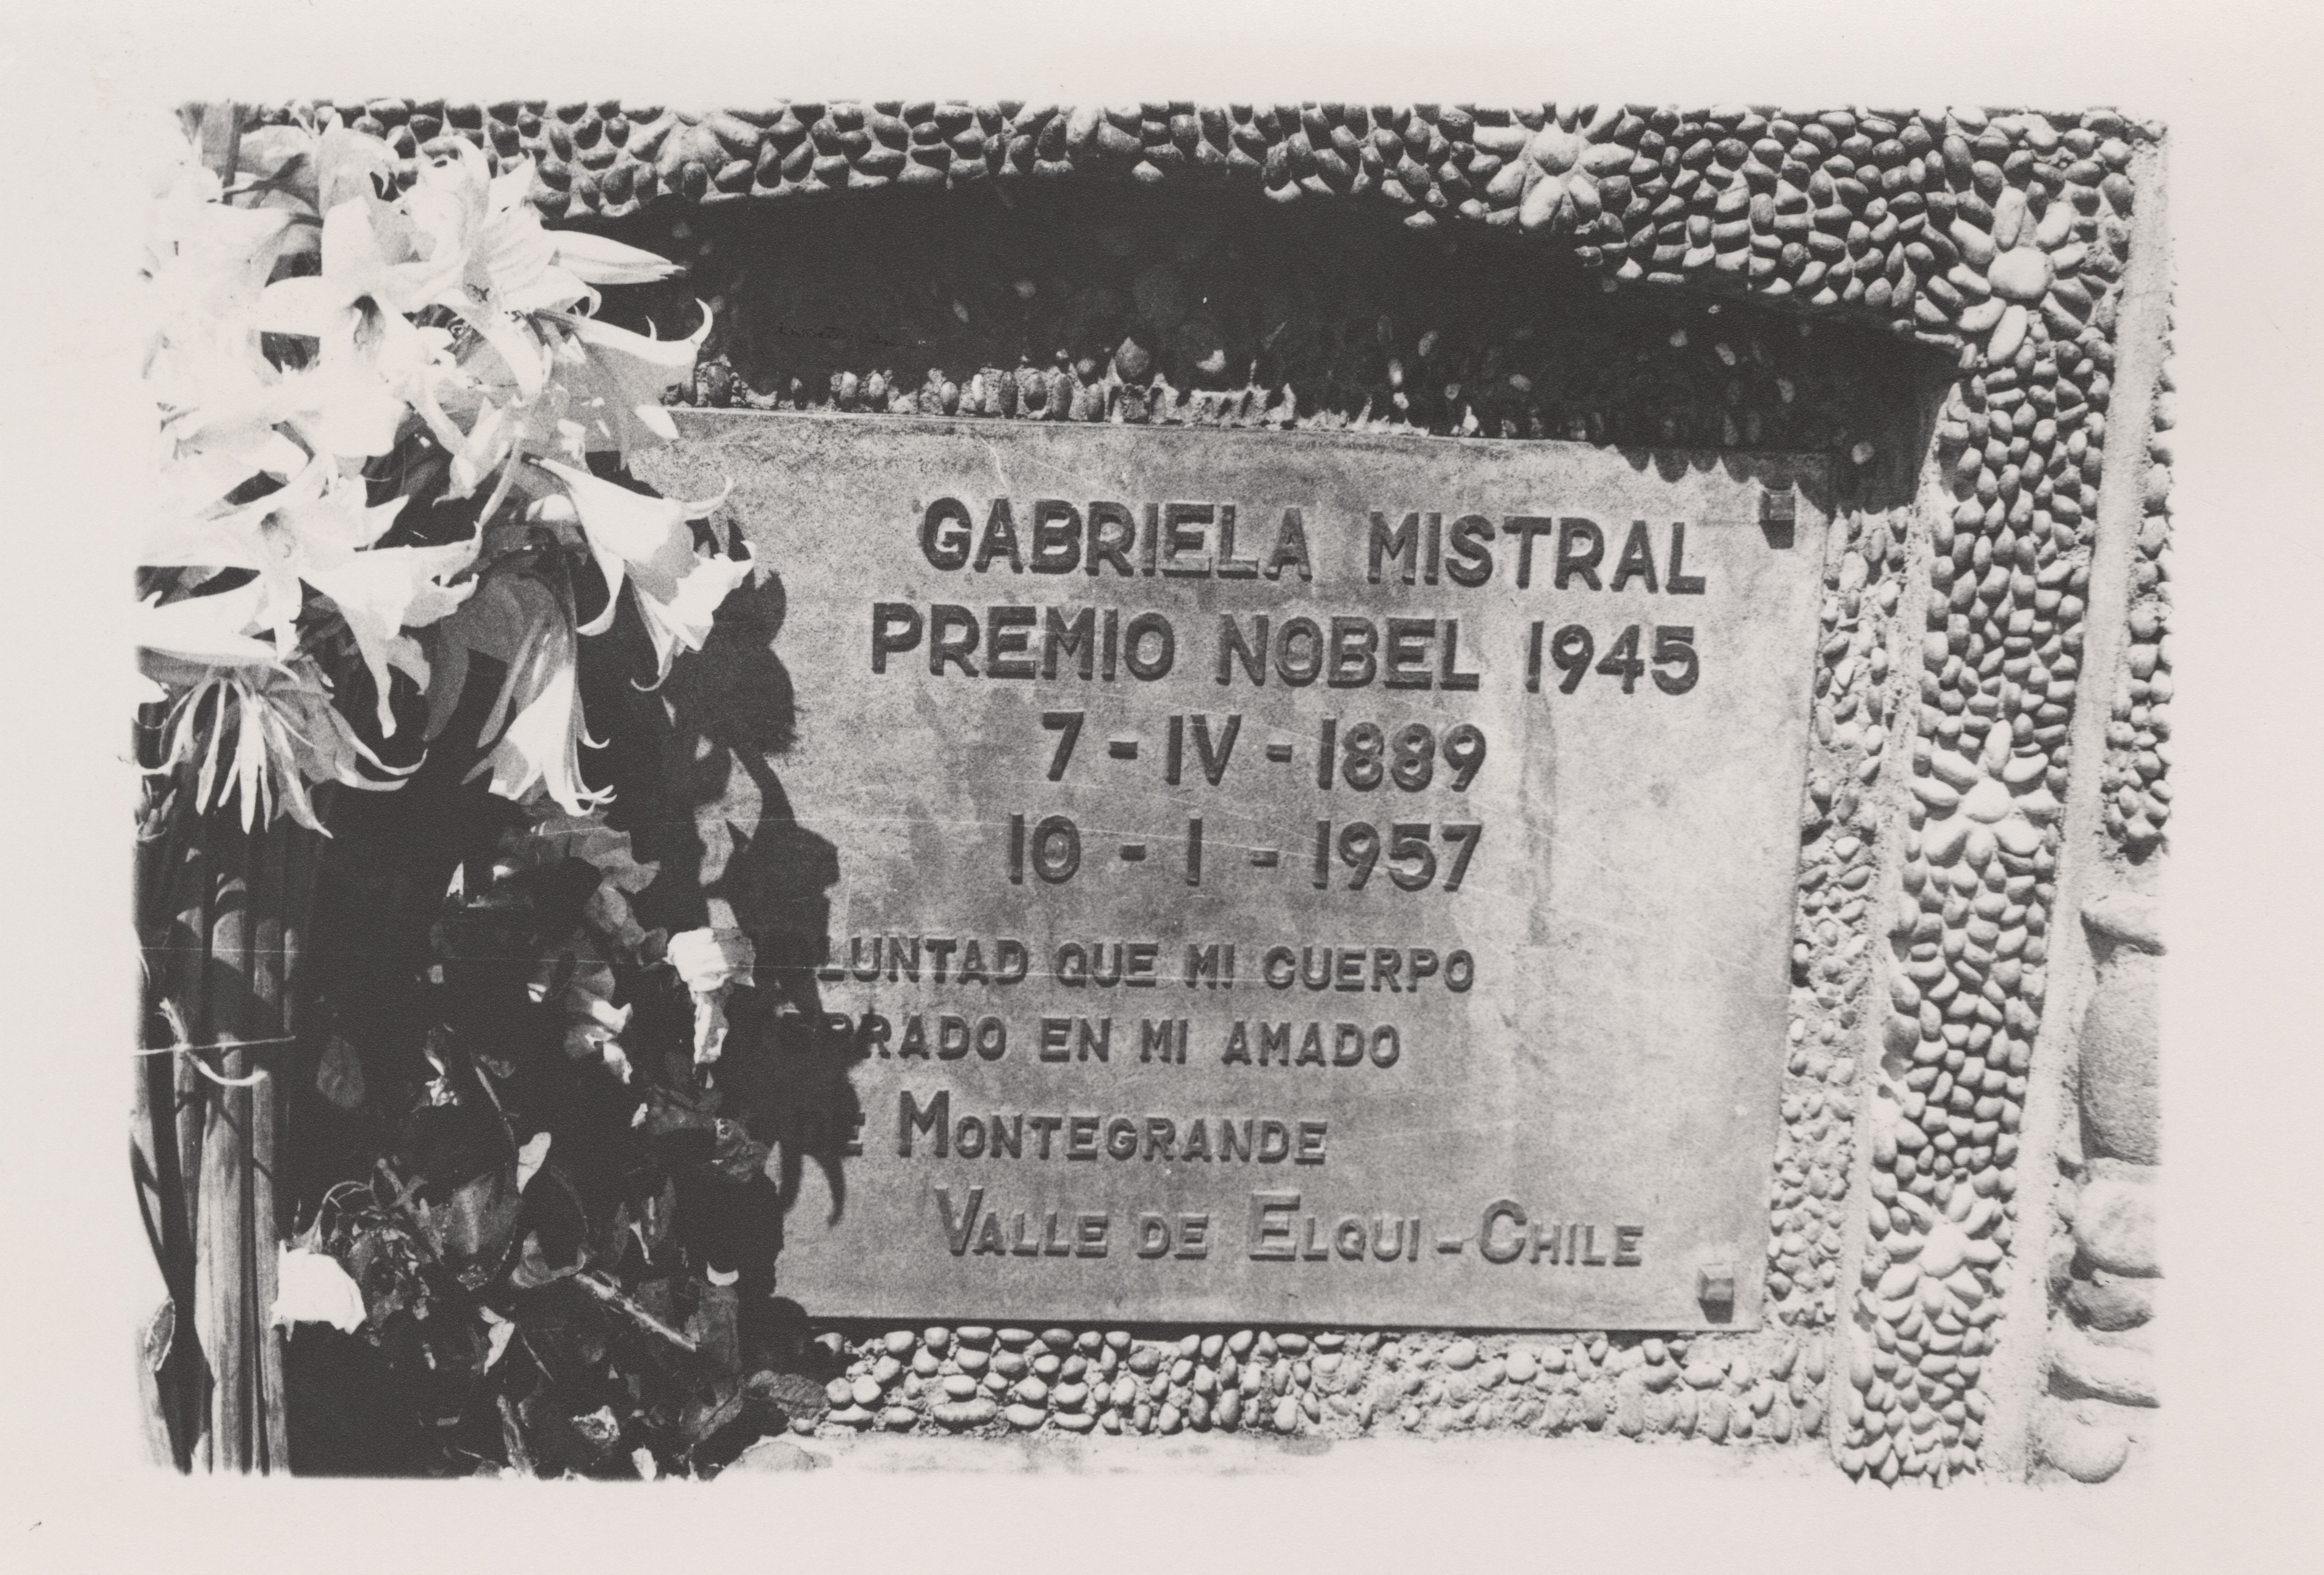 GABRIELA MISTRAL
PREMIO NOBEL 1945
7 - IV - 1889
10 - I - 1957
LUNTAD QUE MI CUERPO
RRADO EN MI AMADO
E MONTEGRANDE
VALLE DE ELQUI - CHILE